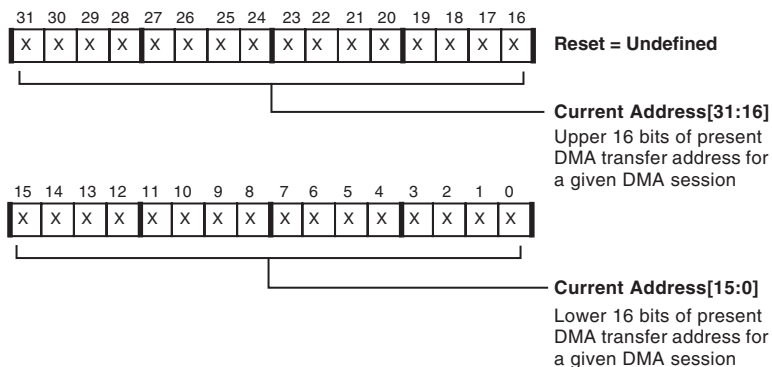 31 30 29 28 27 26 25 24 23 22 21 20 19 18 17 16
X X X X X X X X X X X X X X X X
Reset = Undefined
Current Address[31:16]
Upper 16 bits of present
DMA transfer address for
a given DMA session
15 14 13 12 11 10 9 8 7 6 5 4 3 2 1 0
X X X X X X X X X X X X X X X X
Current Address[15:0]
Lower 16 bits of present
DMA transfer address for
a given DMA session